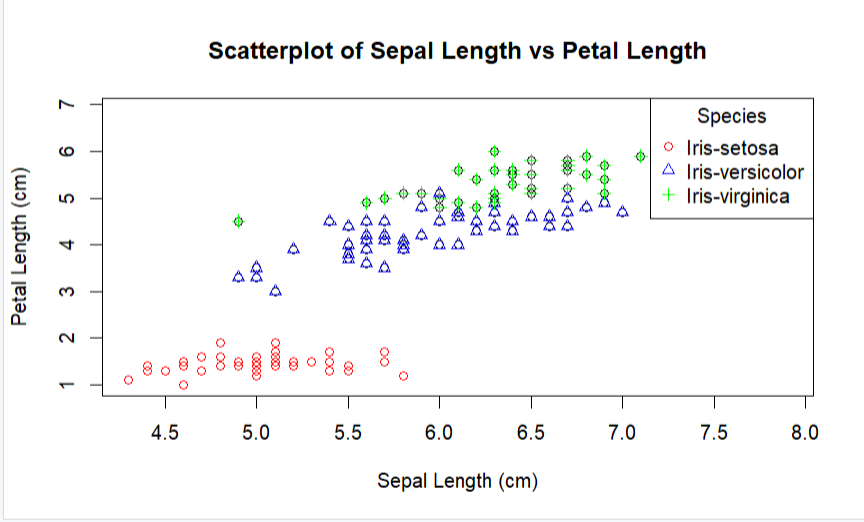 Scatterplot of Sepal Length vs Petal Length
Species
Iris-setosa
Iris-versicolor
Iris-virginica
Petal Length (cm)
7
6
5
4
3
2
1
4.5 5.0 5.5 6.0 6.5 7.0 7.5 8.0
Sepal Length (cm)